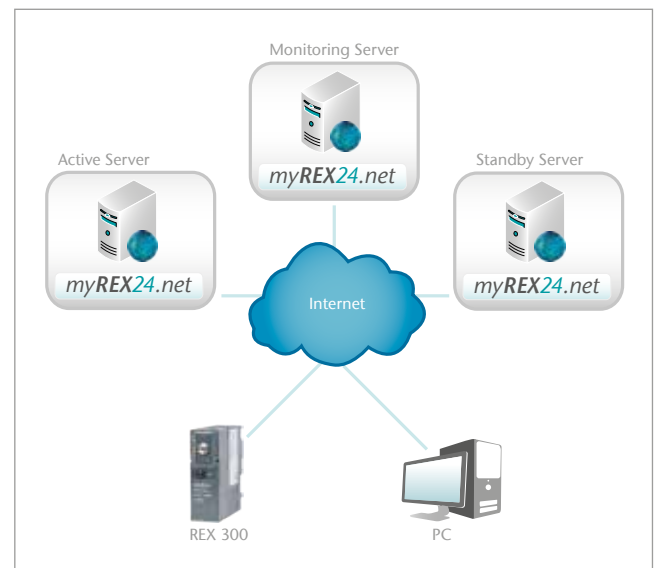 Monitoring Server
myREX24.net
Active Server
myREX24.net
Standby Server
myREX24.net
Internet
REX 300
PC